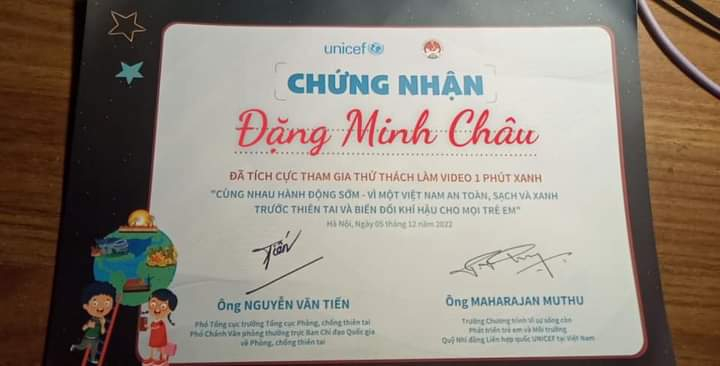 unicef
CHỨNG NHẬN
Đặng Minh Châu
ĐÃ TÍCH CỰC THAM GIA THỬ THÁCH LÀM VIDEO 1 PHÚT XANH
"CÙNG NHAU HÀNH ĐỘNG SỚM - VÌ MỘT VIỆT NAM AN TOÀN, SẠCH VÀ XANH
TRƯỚC THIÊN TAI VÀ BIẾN ĐỔI KHÍ HẬU CHO MỌI TRẺ EM"
Hà Nội, Ngày 05 tháng 12 năm 2022
Tiến
Ông NGUYỄN VĂN TIẾN
Ông MAHARAJAN MUTHU
Phó Tổng cục trưởng Tổng cục Phòng, chống thiên tai
Phó Chánh Văn phòng thường trực Ban Chỉ đạo Quốc gia
về Phòng, chống thiên tai
Trưởng Chương trình Vì sự sống còn
Phát triển trẻ em và Môi trường
Quỹ Nhi đồng Liên hợp quốc UNICEF tại Việt Nam